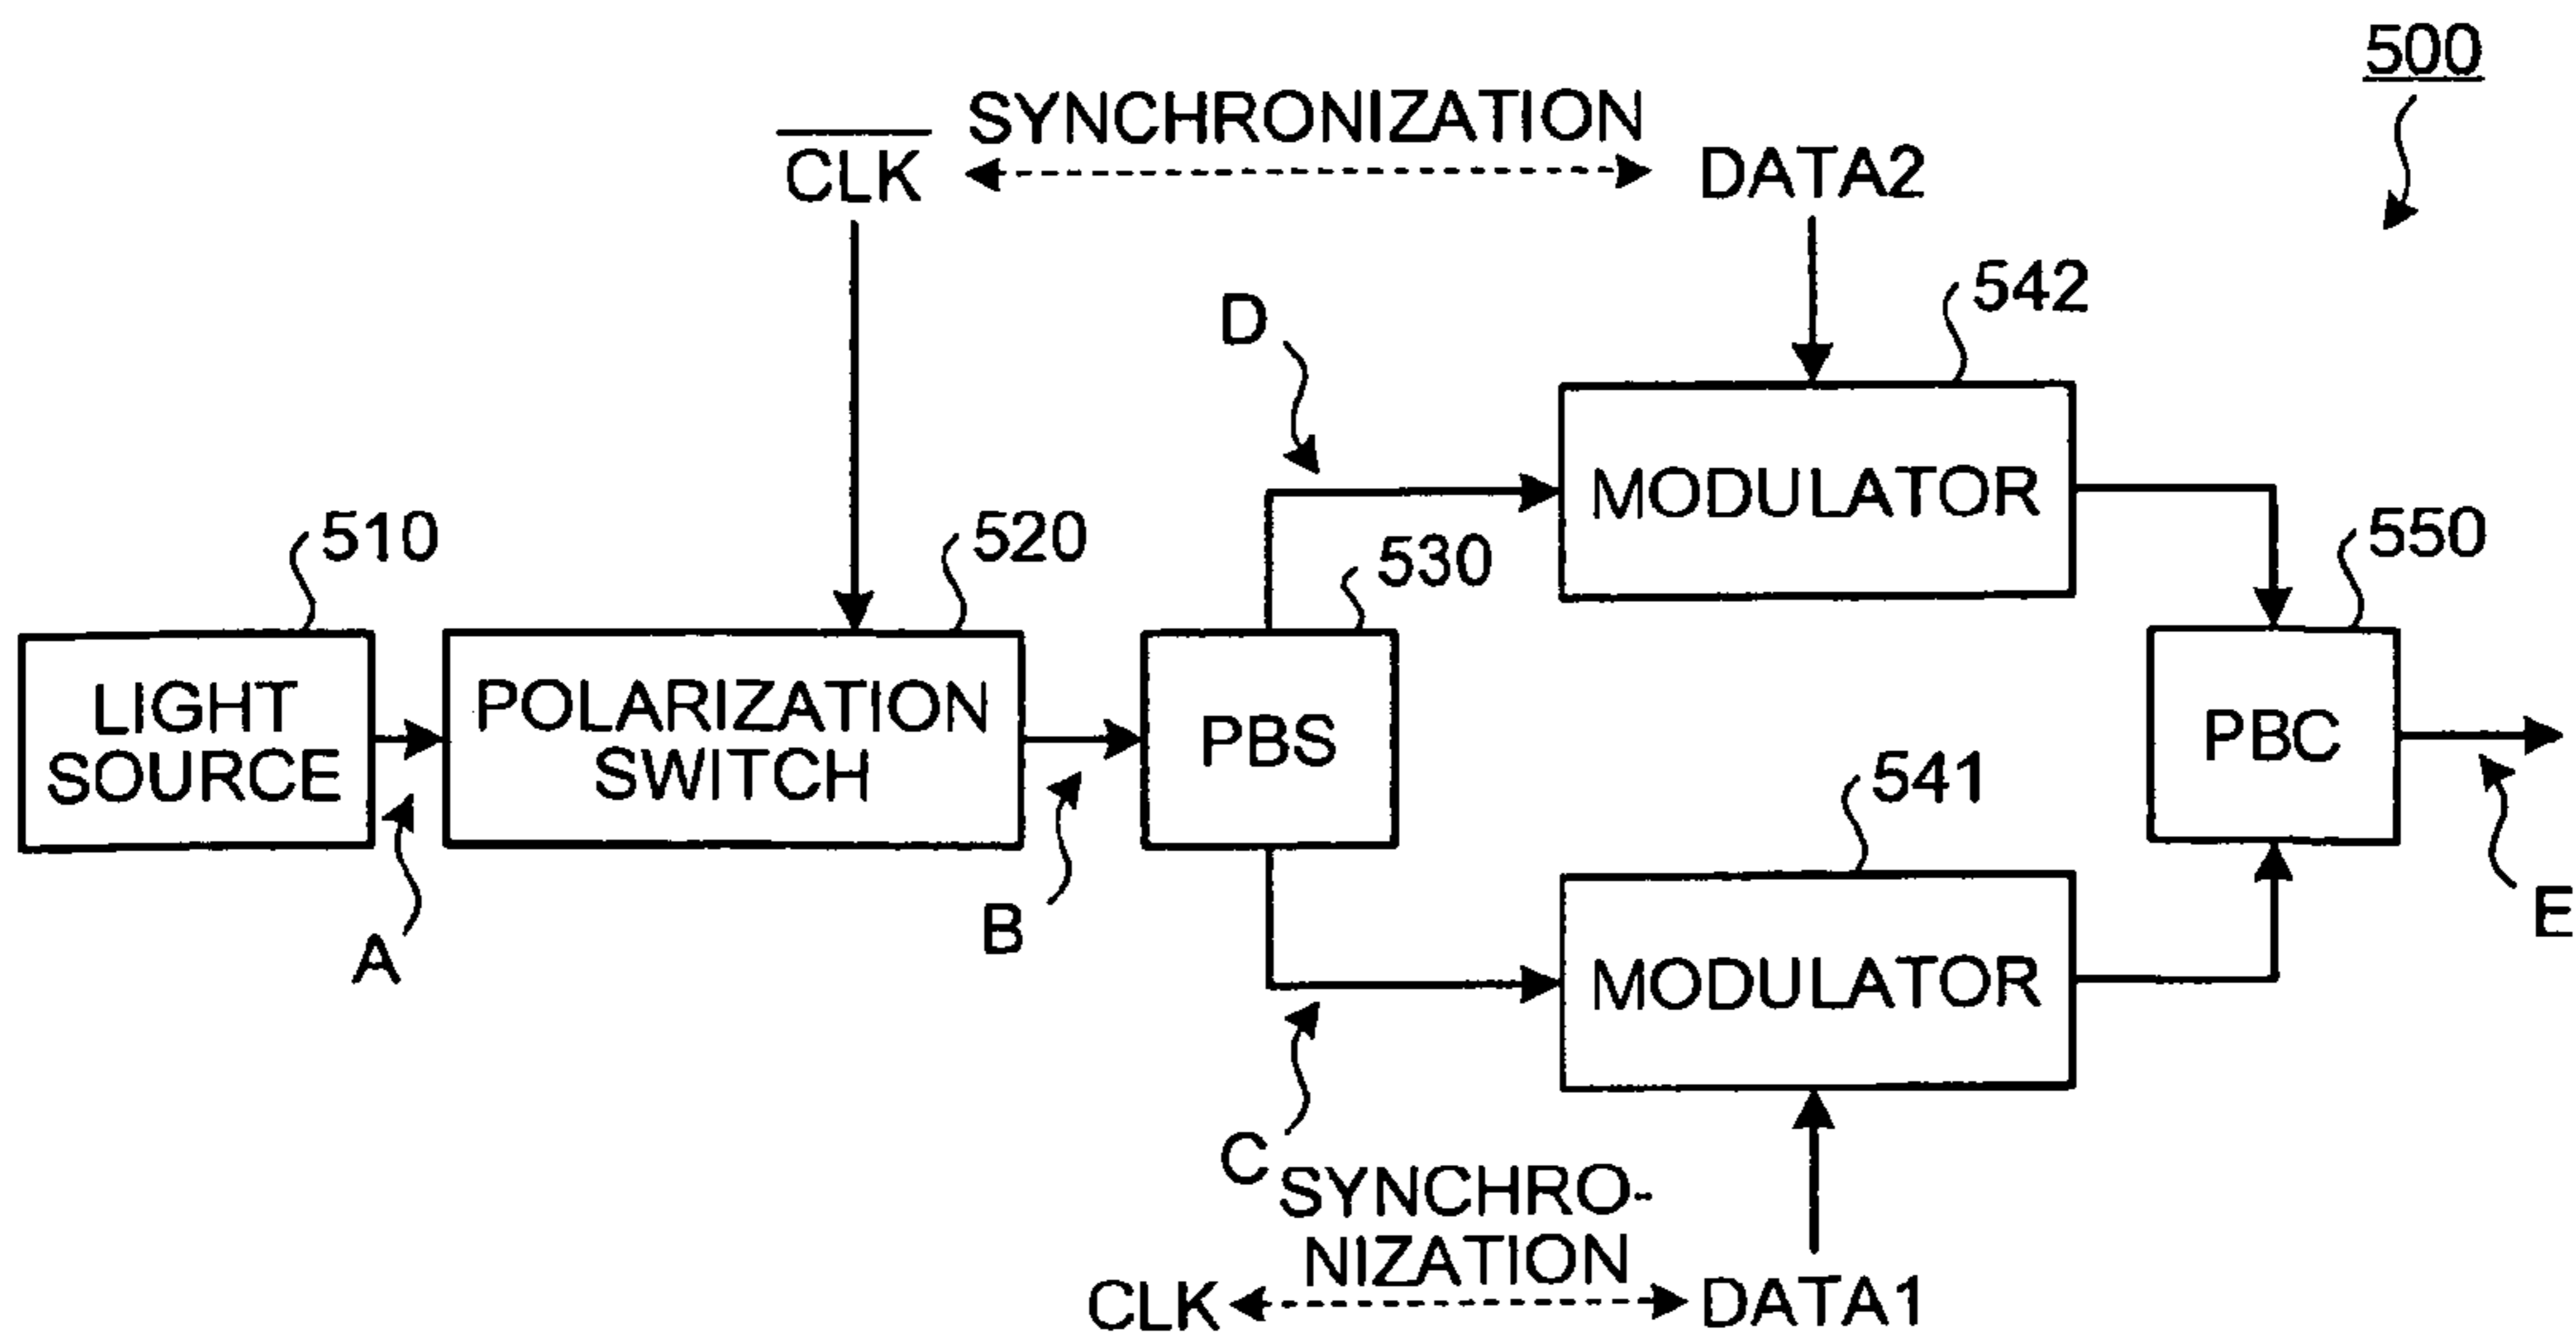 500
SYNCHRONIZATION
CLK
DATA2
D
542
510
520
530
MODULATOR
550
LIGHT
SOURCE
POLARIZATION
SWITCH
PBS
PBC
541
A
B
MODULATOR
E
C
SYNCHRO-
NIZATION
CLK
DATA1